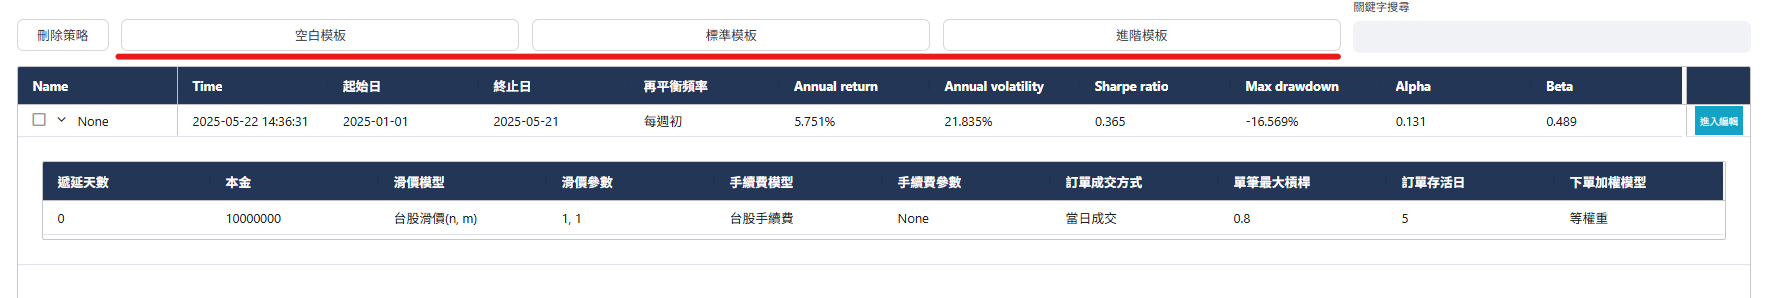 關鍵字搜尋
刪除策略 空白模板 標準模板 進階模板
Name Time 起始日 終止日 再平衡頻率 Annual return Annual volatility Sharpe ratio Max drawdown Alpha Beta
None 2025-05-22 14:36:31 2025-01-01 2025-05-21 每週初 5.751% 21.835% 0.365 -16.569% 0.131 0.489 進入編輯
遞延天數 本金 滑價模型 滑價參數 手續費模型 手續費參數 訂單成交方式 單筆最大槓桿 訂單存活日 下單加權模型
0 10000000 台股滑價(n, m) 1, 1 台股手續費 None 當日成交 0.8 5 等權重